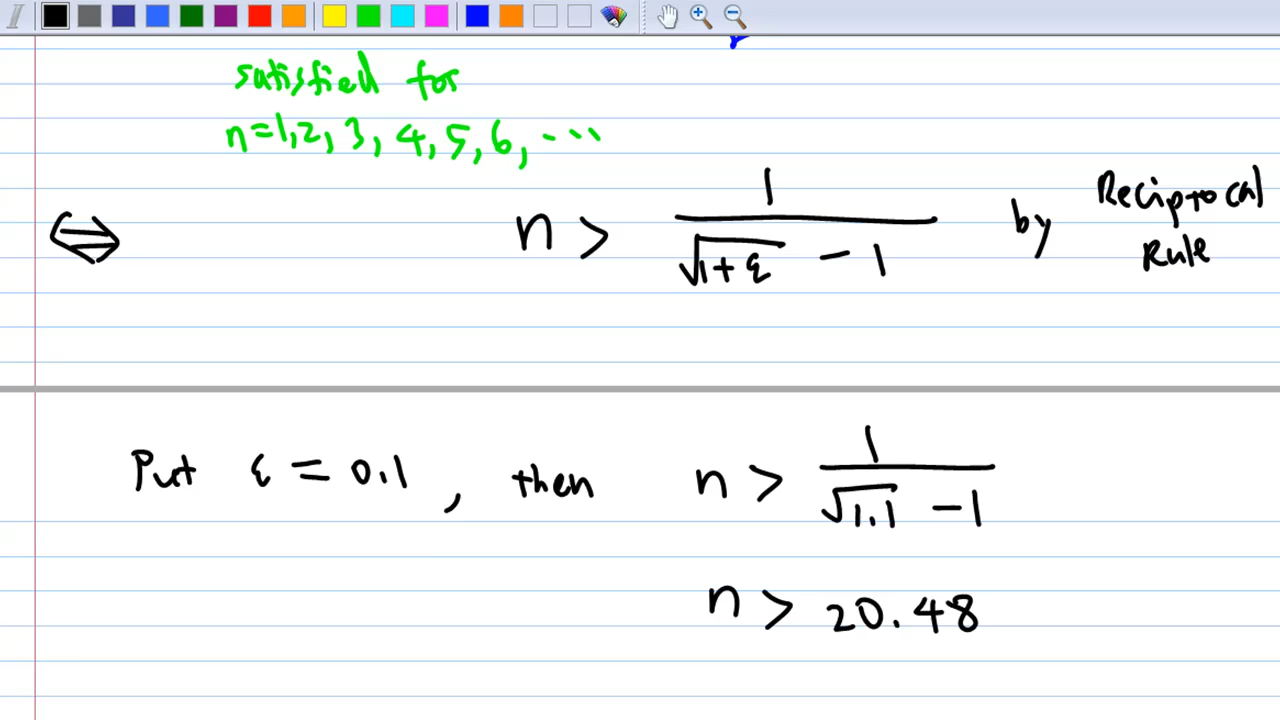 satisfied for
n=1,2, 3, 4, 5, 6, ...
⇔ n > 1/(√(1+ε) - 1) by Reciprocal Rule
Put ε = 0.1, then n > 1/(√1.1 - 1)
n > 20.48